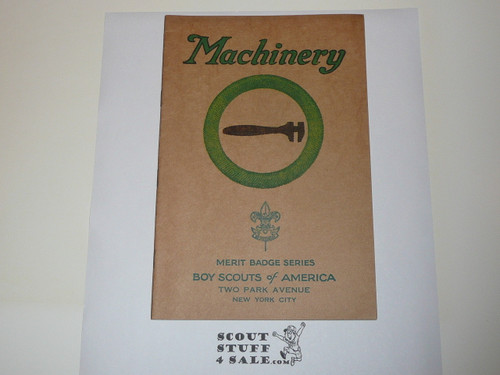 Machinery
MERIT BADGE SERIES
BOY SCOUTS of AMERICA
TWO PARK AVENUE
NEW YORK CITY
SCOUT
STUFF
4 SALE.COM